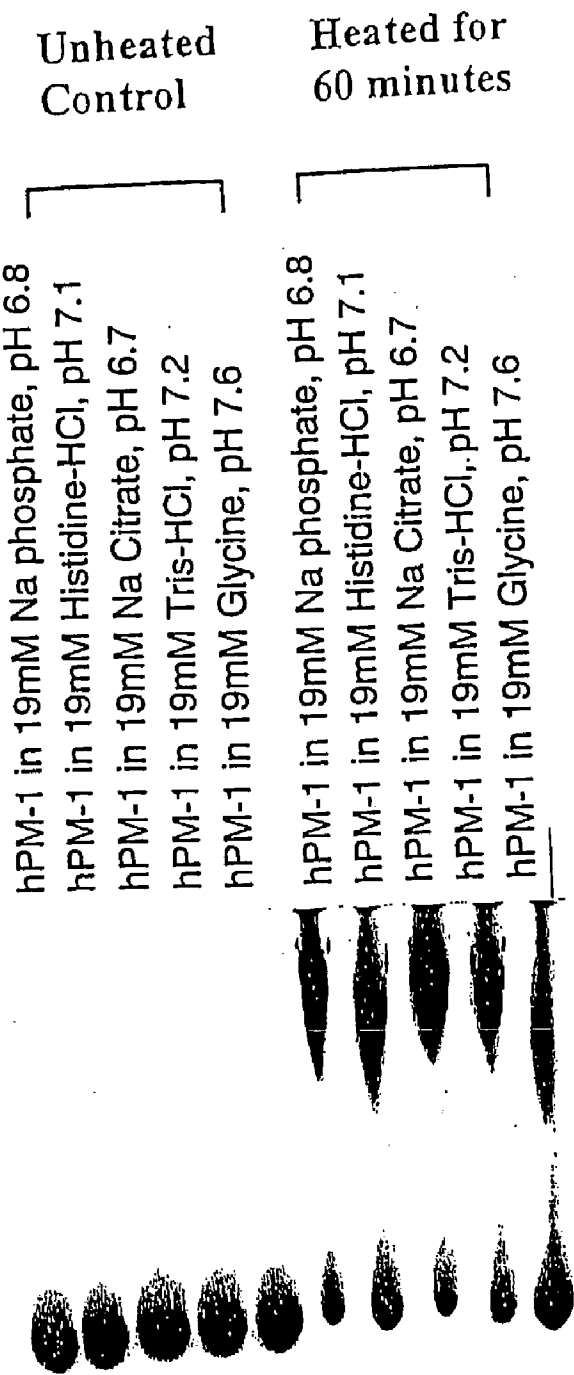 Unheated
Control
Heated for
60 minutes
hPM-1 in 19mM Na phosphate, pH 6.8
hPM-1 in 19mM Histidine-HCl, pH 7.1
hPM-1 in 19mM Na Citrate, pH 6.7
hPM-1 in 19mM Tris-HCl, pH 7.2
hPM-1 in 19mM Glycine, pH 7.6
hPM-1 in 19mM Na phosphate, pH 6.8
hPM-1 in 19mM Histidine-HCl, pH 7.1
hPM-1 in 19mM Na Citrate, pH 6.7
hPM-1 in 19mM Tris-HCl, pH 7.2
hPM-1 in 19mM Glycine, pH 7.6